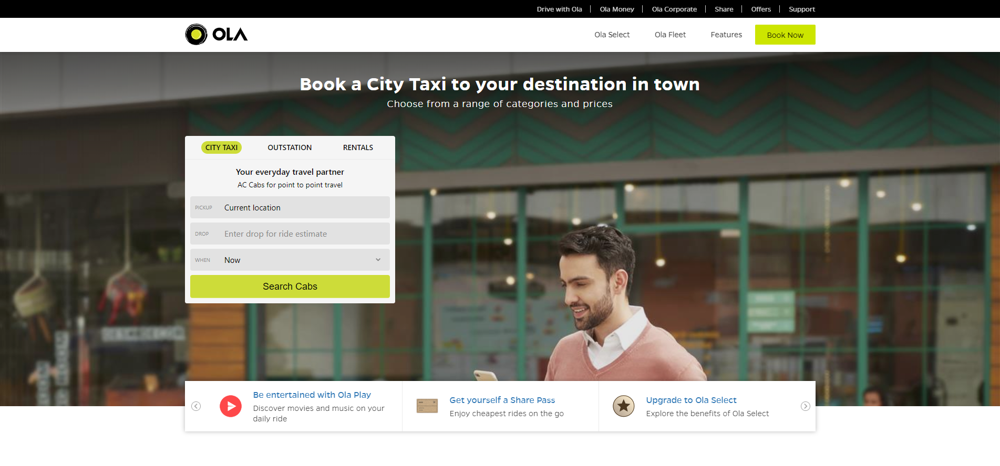 Drive with Ola
Ola Money
Ola Corporate
Share
Offers
Support
OLA
Ola Select
Ola Fleet
Features
Book Now
Book a City Taxi to your destination in town
Choose from a range of categories and prices
CITY TAXI
OUTSTATION
RENTALS
Your everyday travel partner
AC Cabs for point to point travel
PICKUP
Current location
DROP
Enter drop for ride estimate
WHEN
Now
Search Cabs
Be entertained with Ola Play
Discover movies and music on your
daily ride
Get yourself a Share Pass
Enjoy cheapest rides on the go
Upgrade to Ola Select
Explore the benefits of Ola Select